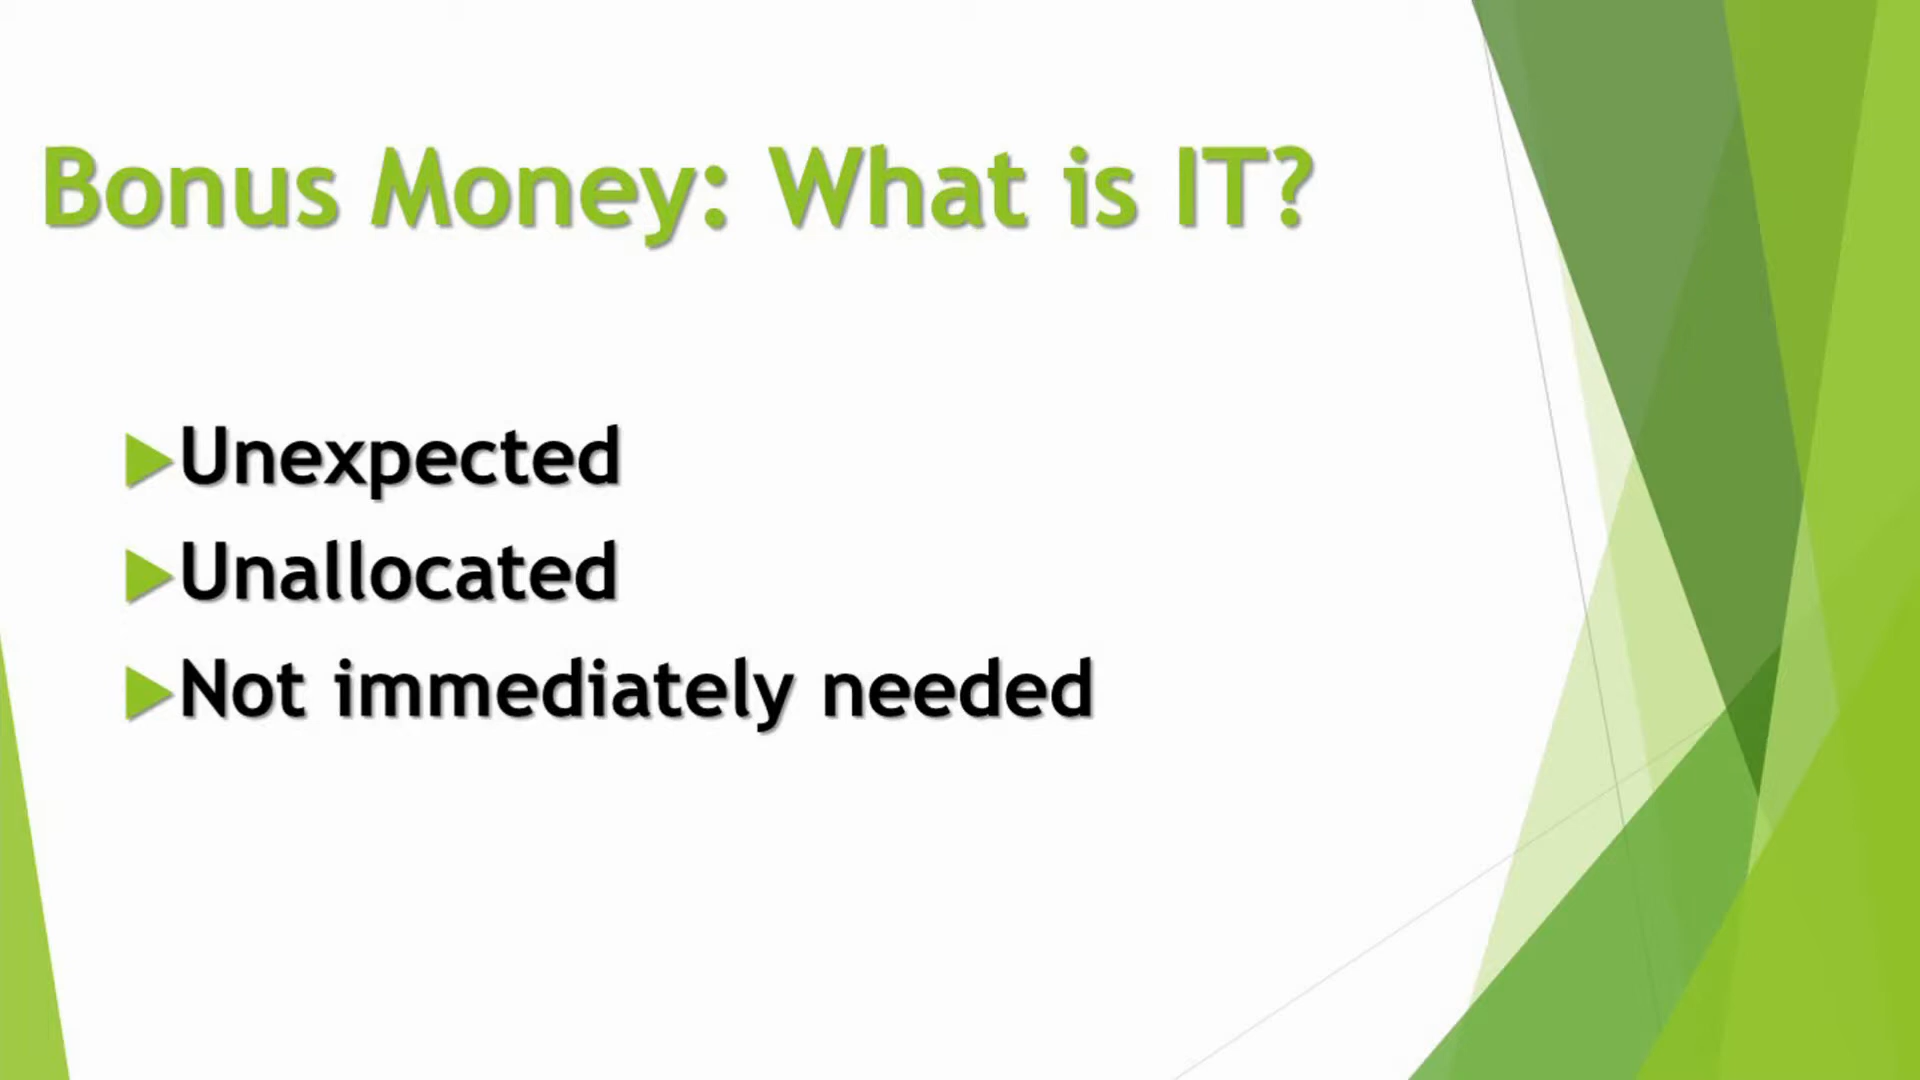 Bonus Money: What is IT?
Unexpected
Unallocated
Not immediately needed